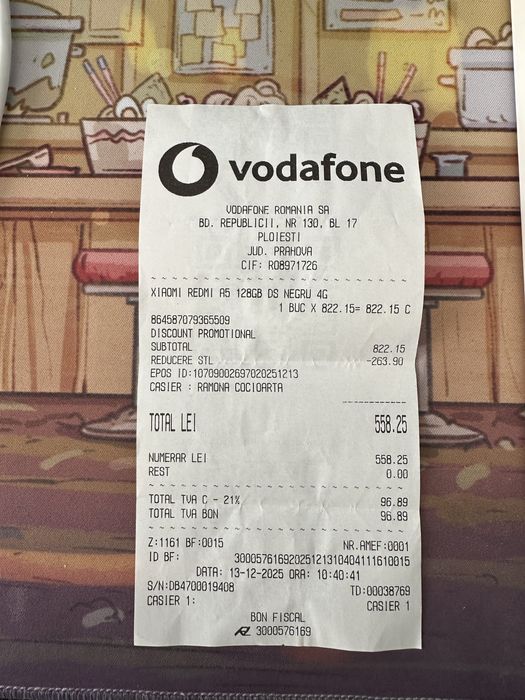 vodafone
VODAFONE ROMANIA SA
BD. REPUBLICII, NR 130, BL 17
PLOIESTI
JUD. PRAHOVA
CIF: RO8971726
XIAOMI REDMI A5 128GB DS NEGRU 4G
1 BUC X 822.15= 822.15 C
864587079365509
DISCOUNT PROMOTIONAL
SUBTOTAL 822.15
REDUCERE STL -263.90
EPOS ID:10709002697020251213
CASIER : RAMONA CIOCIOARTA
TOTAL LEI 558.25
NUMERAR LEI 558.25
REST 0.00
TOTAL TVA C - 21% 96.89
TOTAL TVA BON 96.89
Z:1161 BF:0015 NR.AMEF:0001
ID BF: 30005761692025121310404111610015
DATA: 13-12-2025 ORA: 10:40:41
S/N:DB4700019408 TD:00038769
CASIER 1: CASIER 1
BON FISCAL
3000576169